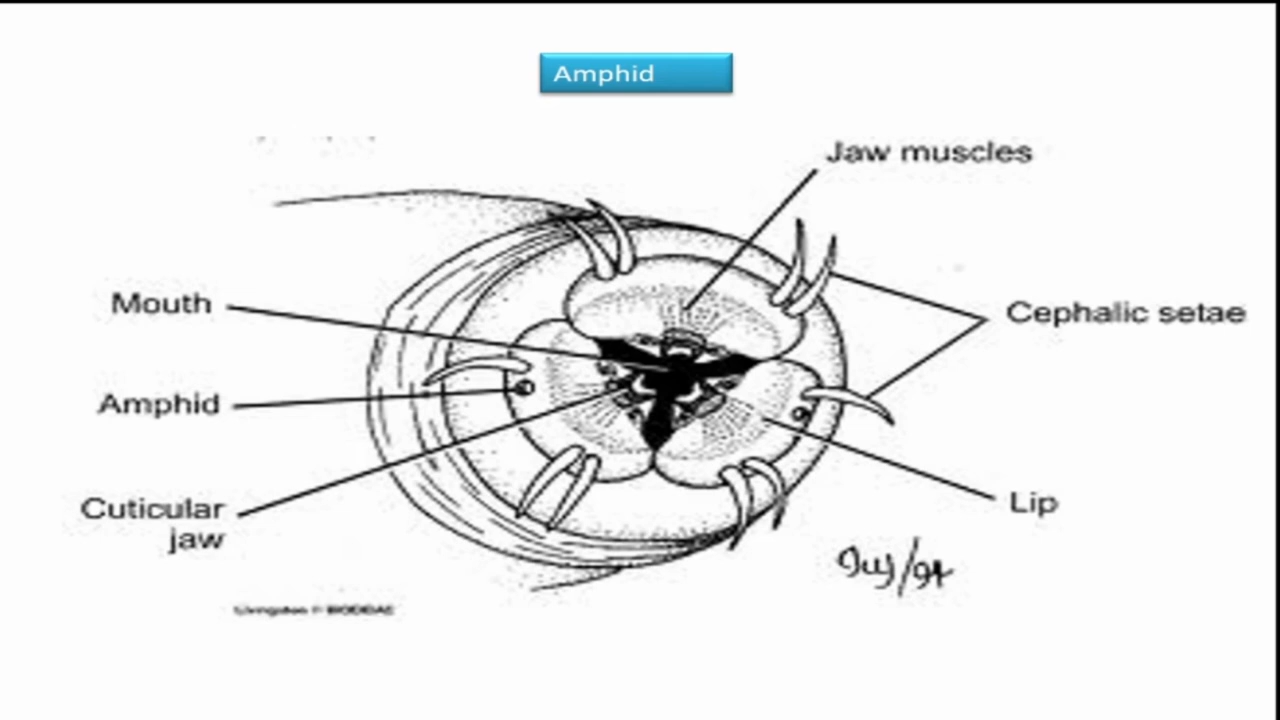 Amphid
Jaw muscles
Mouth
Cephalic setae
Amphid
Cuticular
jaw
Lip